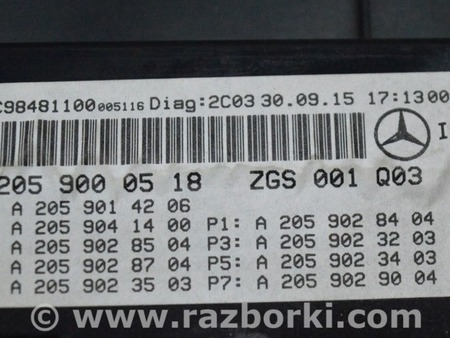 C98481100005116 Diag:2C03 30.09.15 17:1300
205 900 05 18 ZGS 001 Q03
A 205 901 42 06
A 205 904 14 00 P1: A 205 902 84 04
A 205 902 85 04 P3: A 205 902 32 03
A 205 902 87 04 P5: A 205 902 34 03
A 205 902 35 03 P7: A 205 902 90 04
© www.razborki.com